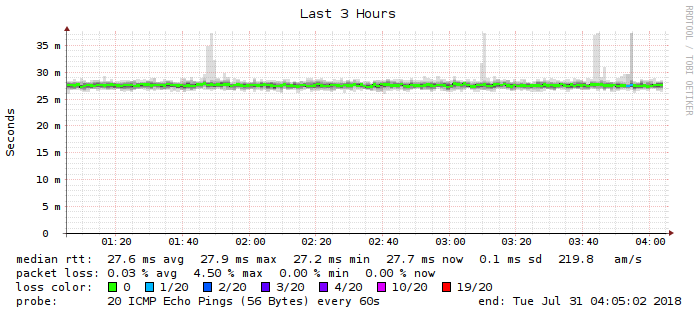 Last 3 Hours
RRDTOOL / TOBI OETIKER
Seconds
35 m
30 m
25 m
20 m
15 m
10 m
5 m
0
01:20 01:40 02:00 02:20 02:40 03:00 03:20 03:40 04:00
median rtt: 27.6 ms avg 27.9 ms max 27.2 ms min 27.7 ms now 0.1 ms sd 219.8 am/s
packet loss: 0.03 % avg 4.50 % max 0.00 % min 0.00 % now
loss color: 0 1/20 2/20 3/20 4/20 10/20 19/20
probe: 20 ICMP Echo Pings (56 Bytes) every 60s end: Tue Jul 31 04:05:02 2018